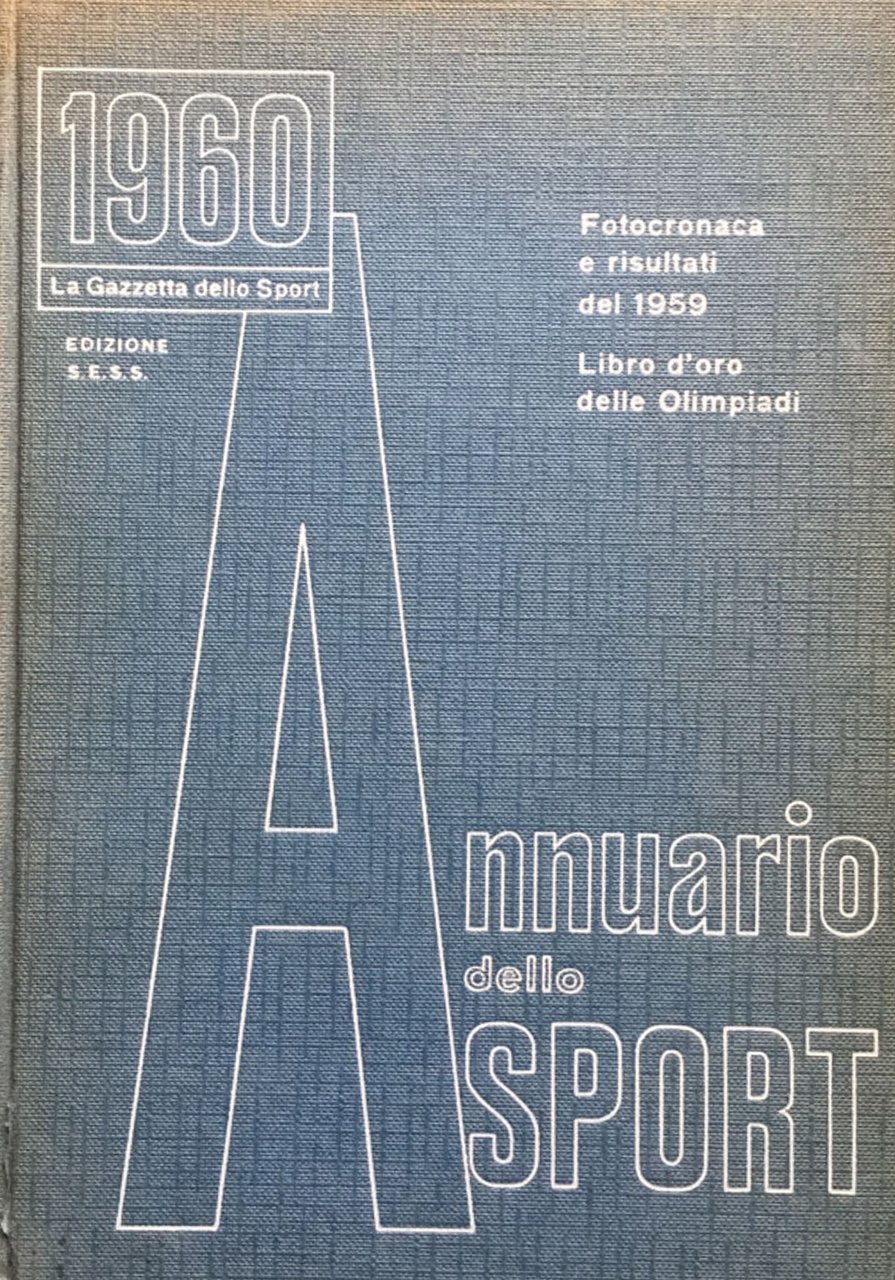 1960
La Gazzetta dello Sport
EDIZIONE
S.E.S.S.
Fotocronaca
e risultati
del 1959
Libro d'oro
delle Olimpiadi
Annuario
dello
SPORT